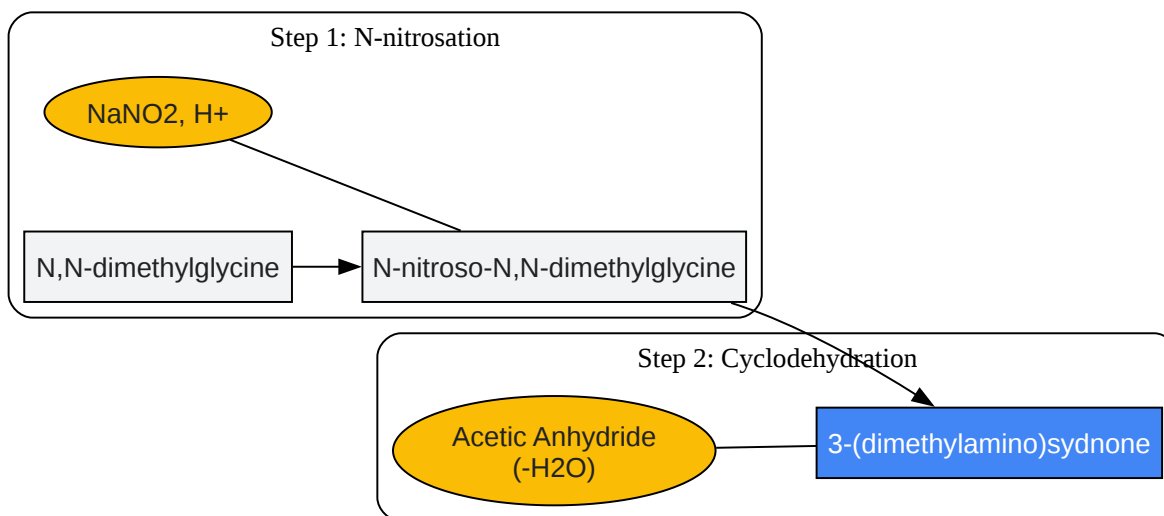 Step 1: N-nitrosation
NaNO2, H+
N,N-dimethylglycine
N-nitroso-N,N-dimethylglycine
Step 2: Cyclodehydration
Acetic Anhydride
(-H2O)
3-(dimethylamino)sydnone